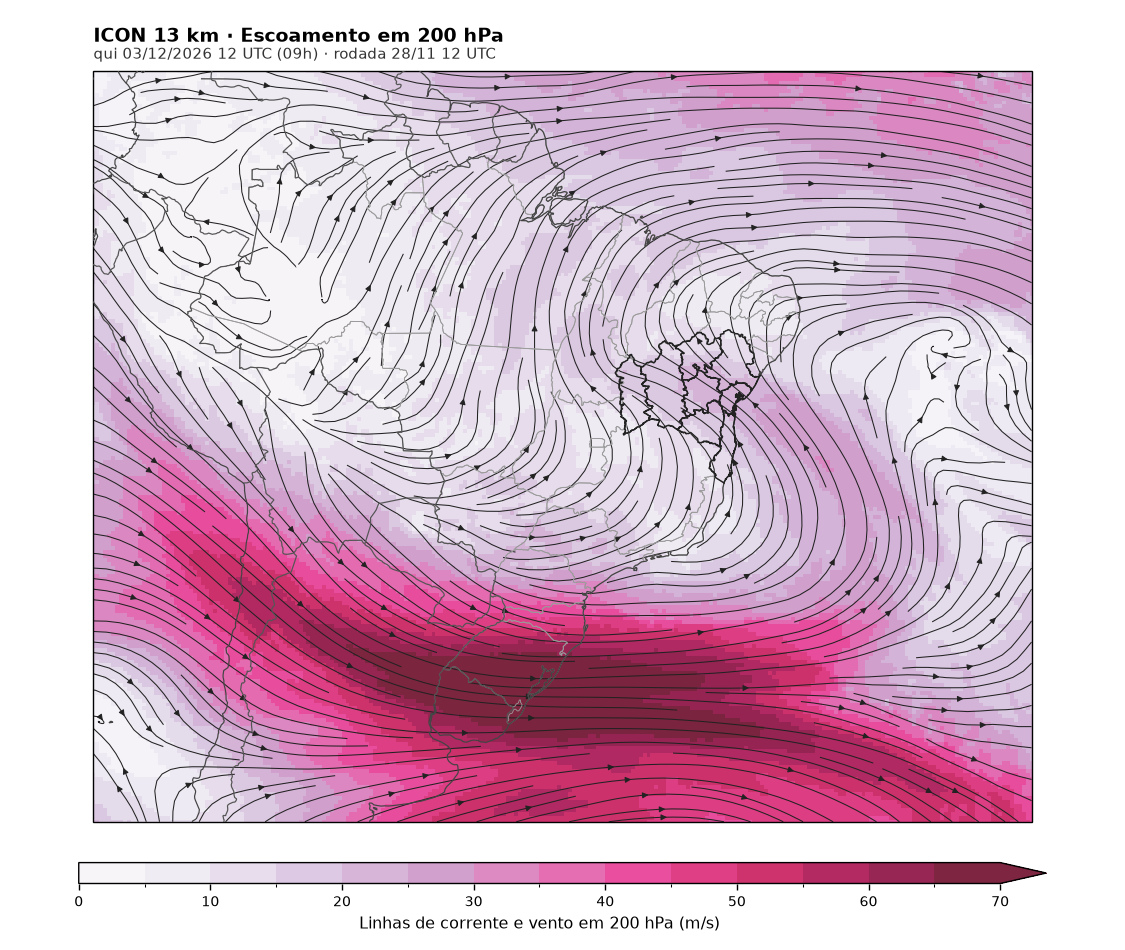 ICON 13 km · Escoamento em 200 hPa
qui 03/12/2026 12 UTC (09h) · rodada 28/11 12 UTC
0 10 20 30 40 50 60 70
Linhas de corrente e vento em 200 hPa (m/s)